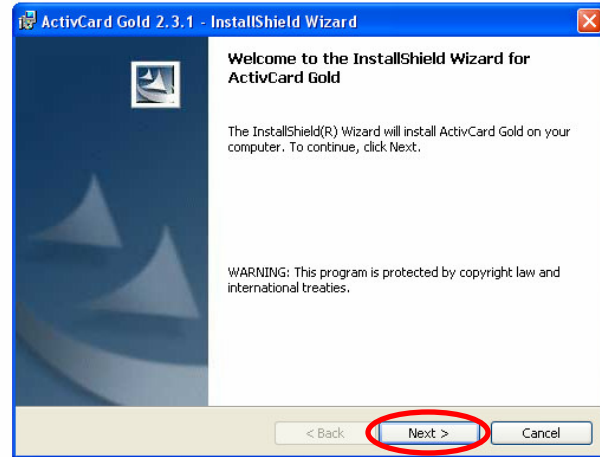 ActivCard Gold 2.3.1 - InstallShield Wizard
Welcome to the InstallShield Wizard for
ActivCard Gold
The InstallShield(R) Wizard will install ActivCard Gold on your
computer. To continue, click Next.
WARNING: This program is protected by copyright law and
international treaties.
< Back Next > Cancel